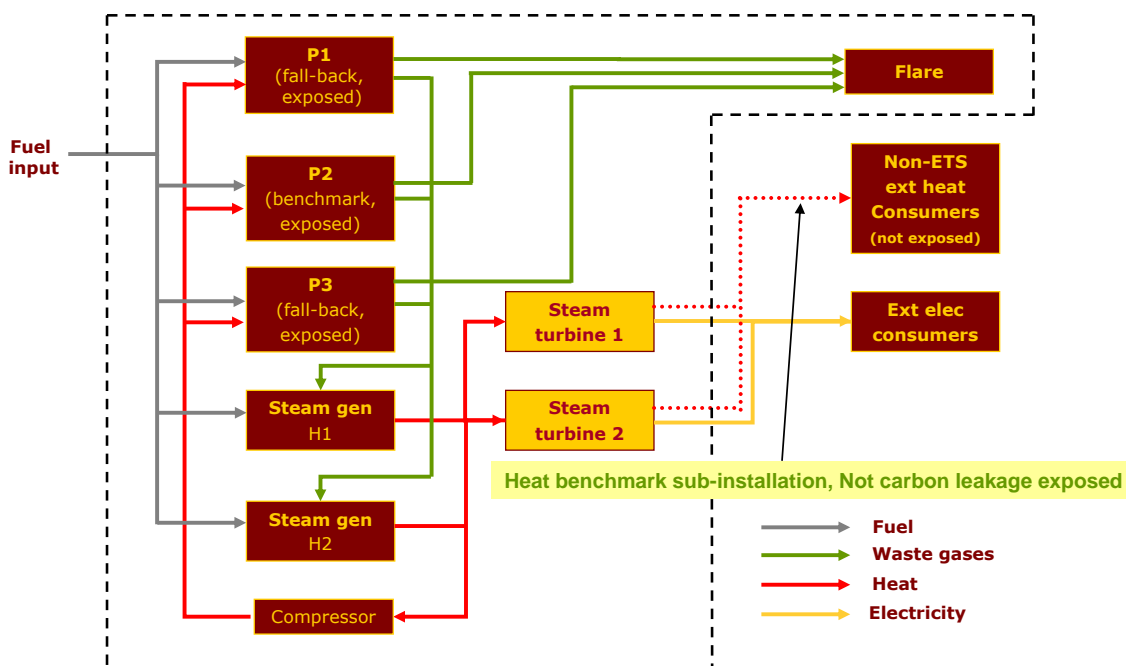 P1
(fall-back,
exposed)
Flare
Fuel
input
P2
(benchmark,
exposed)
Non-ETS
ext heat
Consumers
(not exposed)
P3
(fall-back,
exposed)
Steam
turbine 1
Ext elec
consumers
Steam gen
H1
Steam
turbine 2
Heat benchmark sub-installation, Not carbon leakage exposed
Steam gen
H2
Fuel
Waste gases
Heat
Electricity
Compressor